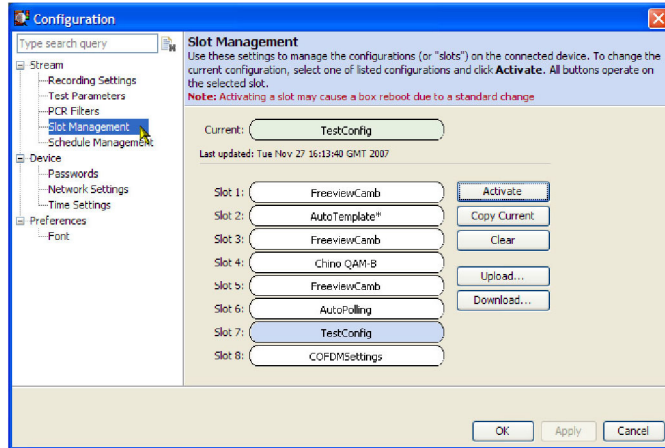 Configuration
Type search query
Stream
Recording Settings
Test Parameters
PCR Filters
Slot Management
Schedule Management
Device
Passwords
Network Settings
Time Settings
Preferences
Font
Slot Management
Use these settings to manage the configurations (or "slots") on the connected device. To change the
current configuration, select one of listed configurations and click Activate. All buttons operate on
the selected slot.
Note: Activating a slot may cause a box reboot due to a standard change
Current: TestConfig
Last updated: Tue Nov 27 16:13:40 GMT 2007
Slot 1: FreeviewCamb
Slot 2: AutoTemplate*
Slot 3: FreeviewCamb
Slot 4: Chino QAM-B
Slot 5: FreeviewCamb
Slot 6: AutoPolling
Slot 7: TestConfig
Slot 8: COFDMSettings
Activate
Copy Current
Clear
Upload...
Download...
OK Apply Cancel